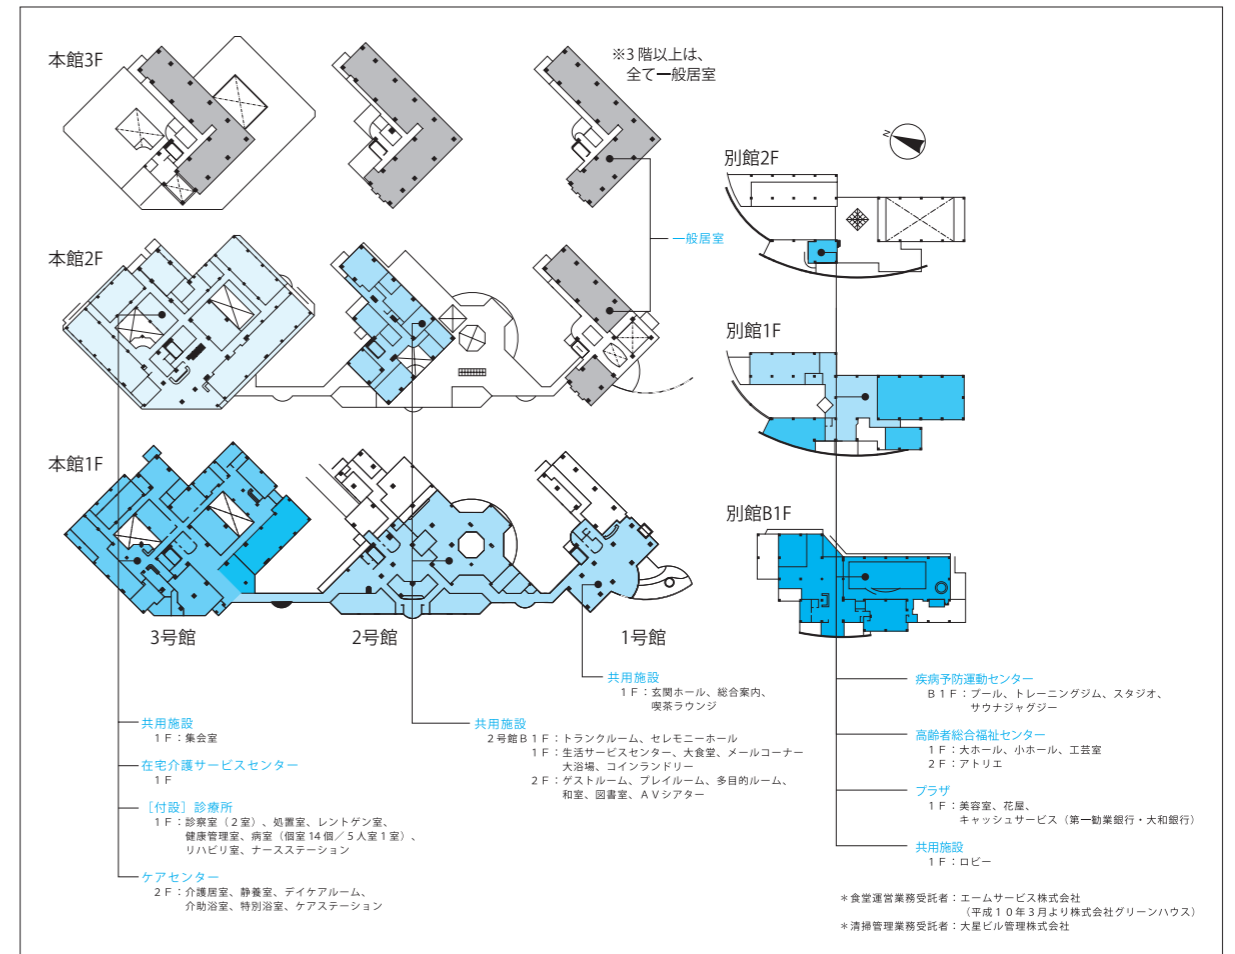 本館3F
※3階以上は、
全て一般居室
N
別館2F
一般居室
本館2F
別館1F
本館1F
別館B1F
3号館
2号館
1号館
共用施設
1F：玄関ホール、総合案内、
喫茶ラウンジ
共用施設
1F：集会室
在宅介護サービスセンター
1F
［付設］診療所
1F：診察室（2室）、処置室、レントゲン室、
健康管理室、病室（個室14個／5人室1室）、
リハビリ室、ナースステーション
ケアセンター
2F：介護居室、静養室、デイケアルーム、
介助浴室、特別浴室、ケアステーション
共用施設
2号館B1F：トランクルーム、セレモニーホール
1F：生活サービスセンター、大食堂、メールコーナー
大浴場、コインランドリー
2F：ゲストルーム、プレイルーム、多目的ルーム、
和室、図書室、AVシアター
疾病予防運動センター
B1F：プール、トレーニングジム、スタジオ、
サウナジャグジー
高齢者総合福祉センター
1F：大ホール、小ホール、工芸室
2F：アトリエ
プラザ
1F：美容室、花屋、
キャッシュサービス（第一勧業銀行・大和銀行）
共用施設
1F：ロビー
＊食堂運営業務受託者：エームサービス株式会社
（平成10年3月より株式会社グリーンハウス）
＊清掃管理業務受託者：大星ビル管理株式会社